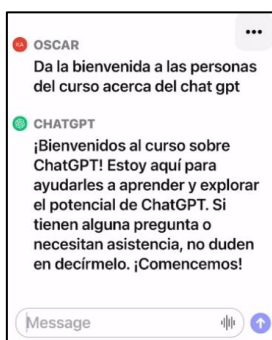 OSCAR
Da la bienvenida a las personas
del curso acerca del chat gpt
CHATGPT
¡Bienvenidos al curso sobre
ChatGPT! Estoy aquí para
ayudarles a aprender y explorar
el potencial de ChatGPT. Si
tienen alguna pregunta o
necesitan asistencia, no duden
en decírmelo. ¡Comencemos!
Message